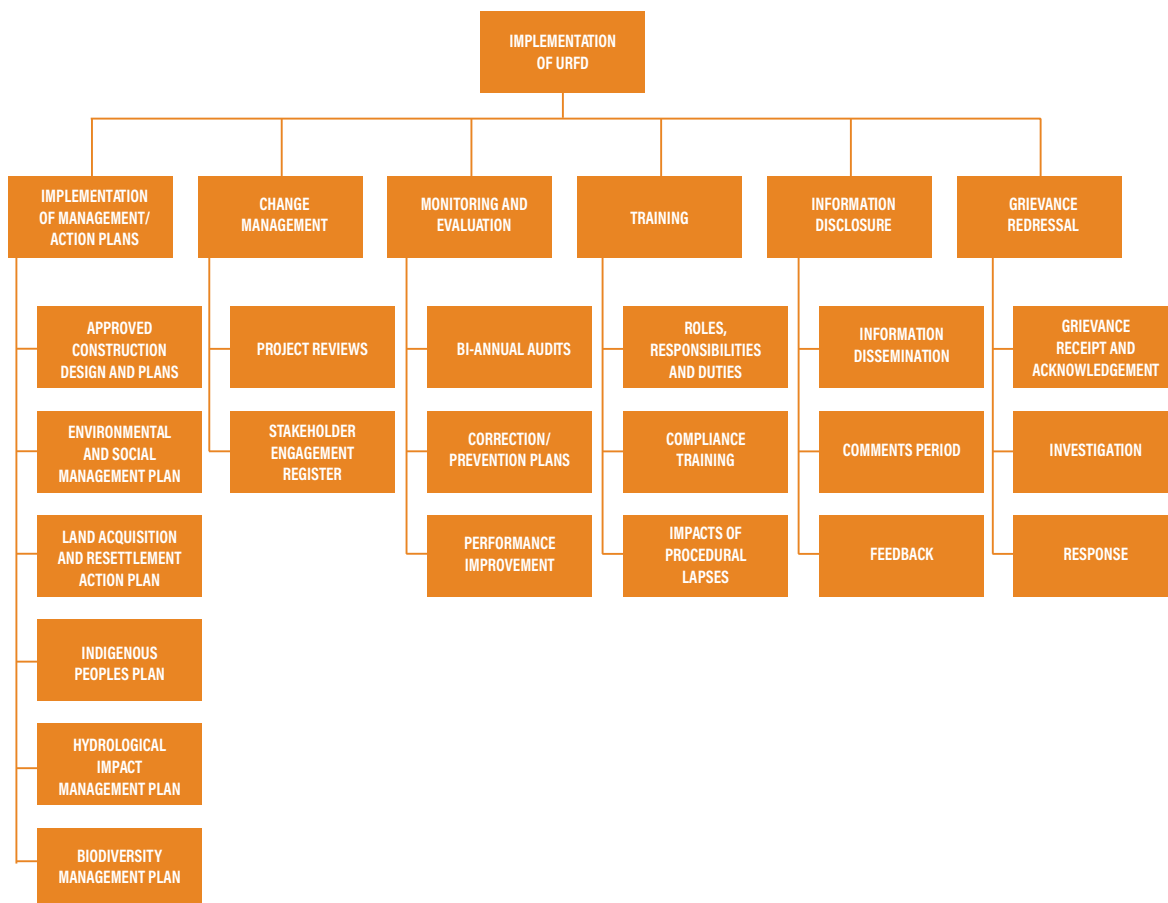 IMPLEMENTATION
OF URFD
IMPLEMENTATION
OF MANAGEMENT/
ACTION PLANS
CHANGE
MANAGEMENT
MONITORING AND
EVALUATION
TRAINING
INFORMATION
DISCLOSURE
GRIEVANCE
REDRESSAL
APPROVED
CONSTRUCTION
DESIGN AND PLANS
ENVIRONMENTAL
AND SOCIAL
MANAGEMENT PLAN
LAND ACQUISITION
AND RESETTLEMENT
ACTION PLAN
INDIGENOUS
PEOPLES PLAN
HYDROLOGICAL
IMPACT
MANAGEMENT PLAN
BIODIVERSITY
MANAGEMENT PLAN
PROJECT REVIEWS
STAKEHOLDER
ENGAGEMENT
REGISTER
BI-ANNUAL AUDITS
CORRECTION/
PREVENTION PLANS
PERFORMANCE
IMPROVEMENT
ROLES,
RESPONSIBILITIES
AND DUTIES
COMPLIANCE
TRAINING
IMPACTS OF
PROCEDURAL
LAPSES
INFORMATION
DISSEMINATION
COMMENTS PERIOD
FEEDBACK
GRIEVANCE
RECEIPT AND
ACKNOWLEDGEMENT
INVESTIGATION
RESPONSE